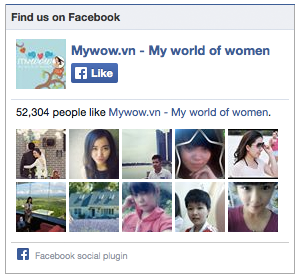 Find us on Facebook
Mywow.vn - My world of women
Like
52,304 people like Mywow.vn - My world of women.
Facebook social plugin